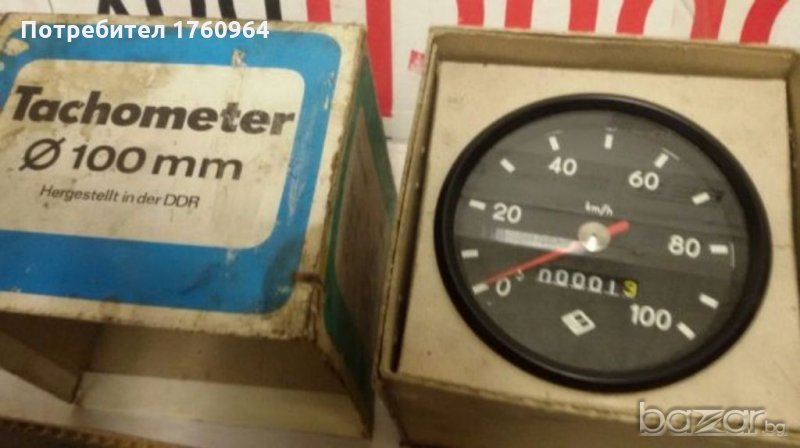 Потребител 1760964
Tachometer
Ø 100 mm
Hergestellt in der DDR
0
20
40
60
80
100
km/h
000013
bazar.bg